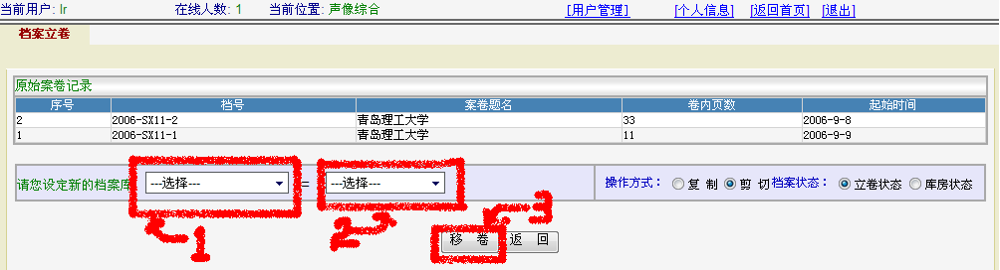 当前用户: lr 在线人数: 1 当前位置: 声像综合 [用户管理] [个人信息] [返回首页] [退出]
档案立卷
原始案卷记录
序号 档号 案卷题名 卷内页数 起始时间
2 2006-SX11-2 青岛理工大学 33 2006-9-8
1 2006-SX11-1 青岛理工大学 11 2006-9-9
请您设定新的档案库 ---选择--- = ---选择--- 操作方式： 复 制 剪 切 档案状态： 立卷状态 库房状态
1 2 3
移 卷 返 回